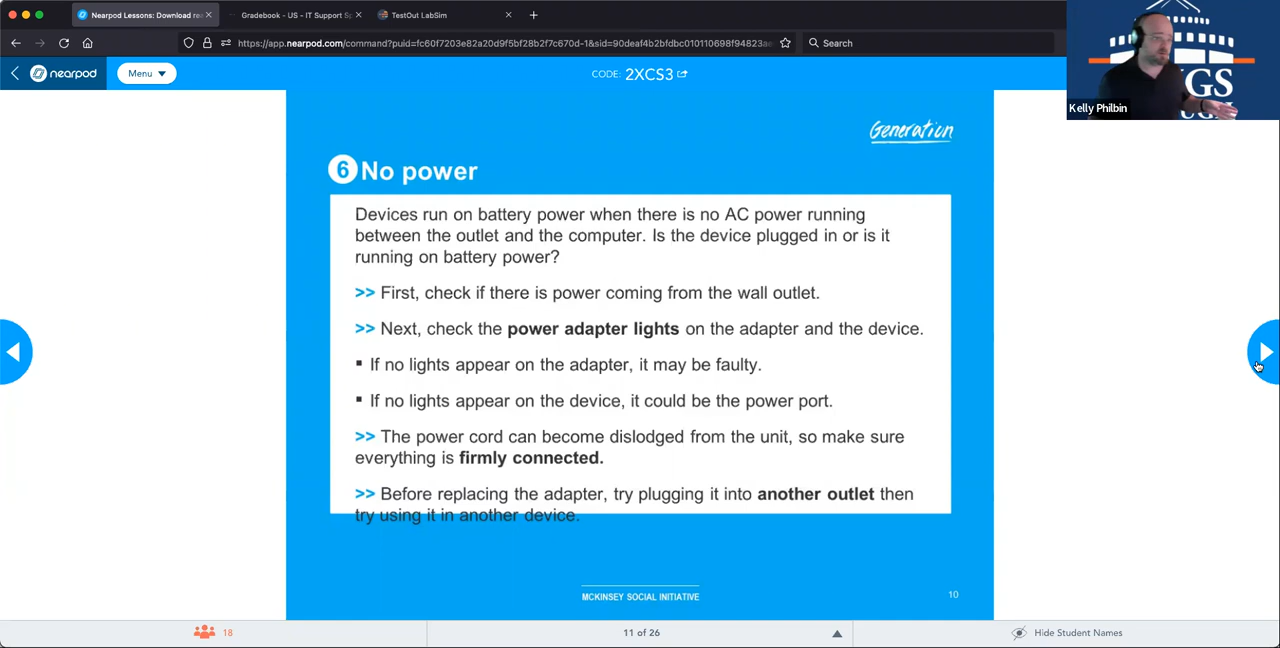 Nearpod Lessons: Download re
Gradebook - US - IT Support Sp
TestOut LabSim
https://app.nearpod.com/command?puid=fc60f7203e82a20d9f5bf28b2f7c670d-1&sid=90deaf4b2bfdbc010110698f94823a
Search
nearpod
Menu
CODE: 2XCS3
GS
Kelly Philbin
Generation
6 No power
Devices run on battery power when there is no AC power running
between the outlet and the computer. Is the device plugged in or is it
running on battery power?
>> First, check if there is power coming from the wall outlet.
>> Next, check the power adapter lights on the adapter and the device.
▪ If no lights appear on the adapter, it may be faulty.
▪ If no lights appear on the device, it could be the power port.
>> The power cord can become dislodged from the unit, so make sure
everything is firmly connected.
>> Before replacing the adapter, try plugging it into another outlet then
try using it in another device.
MCKINSEY SOCIAL INITIATIVE
10
18
11 of 26
Hide Student Names